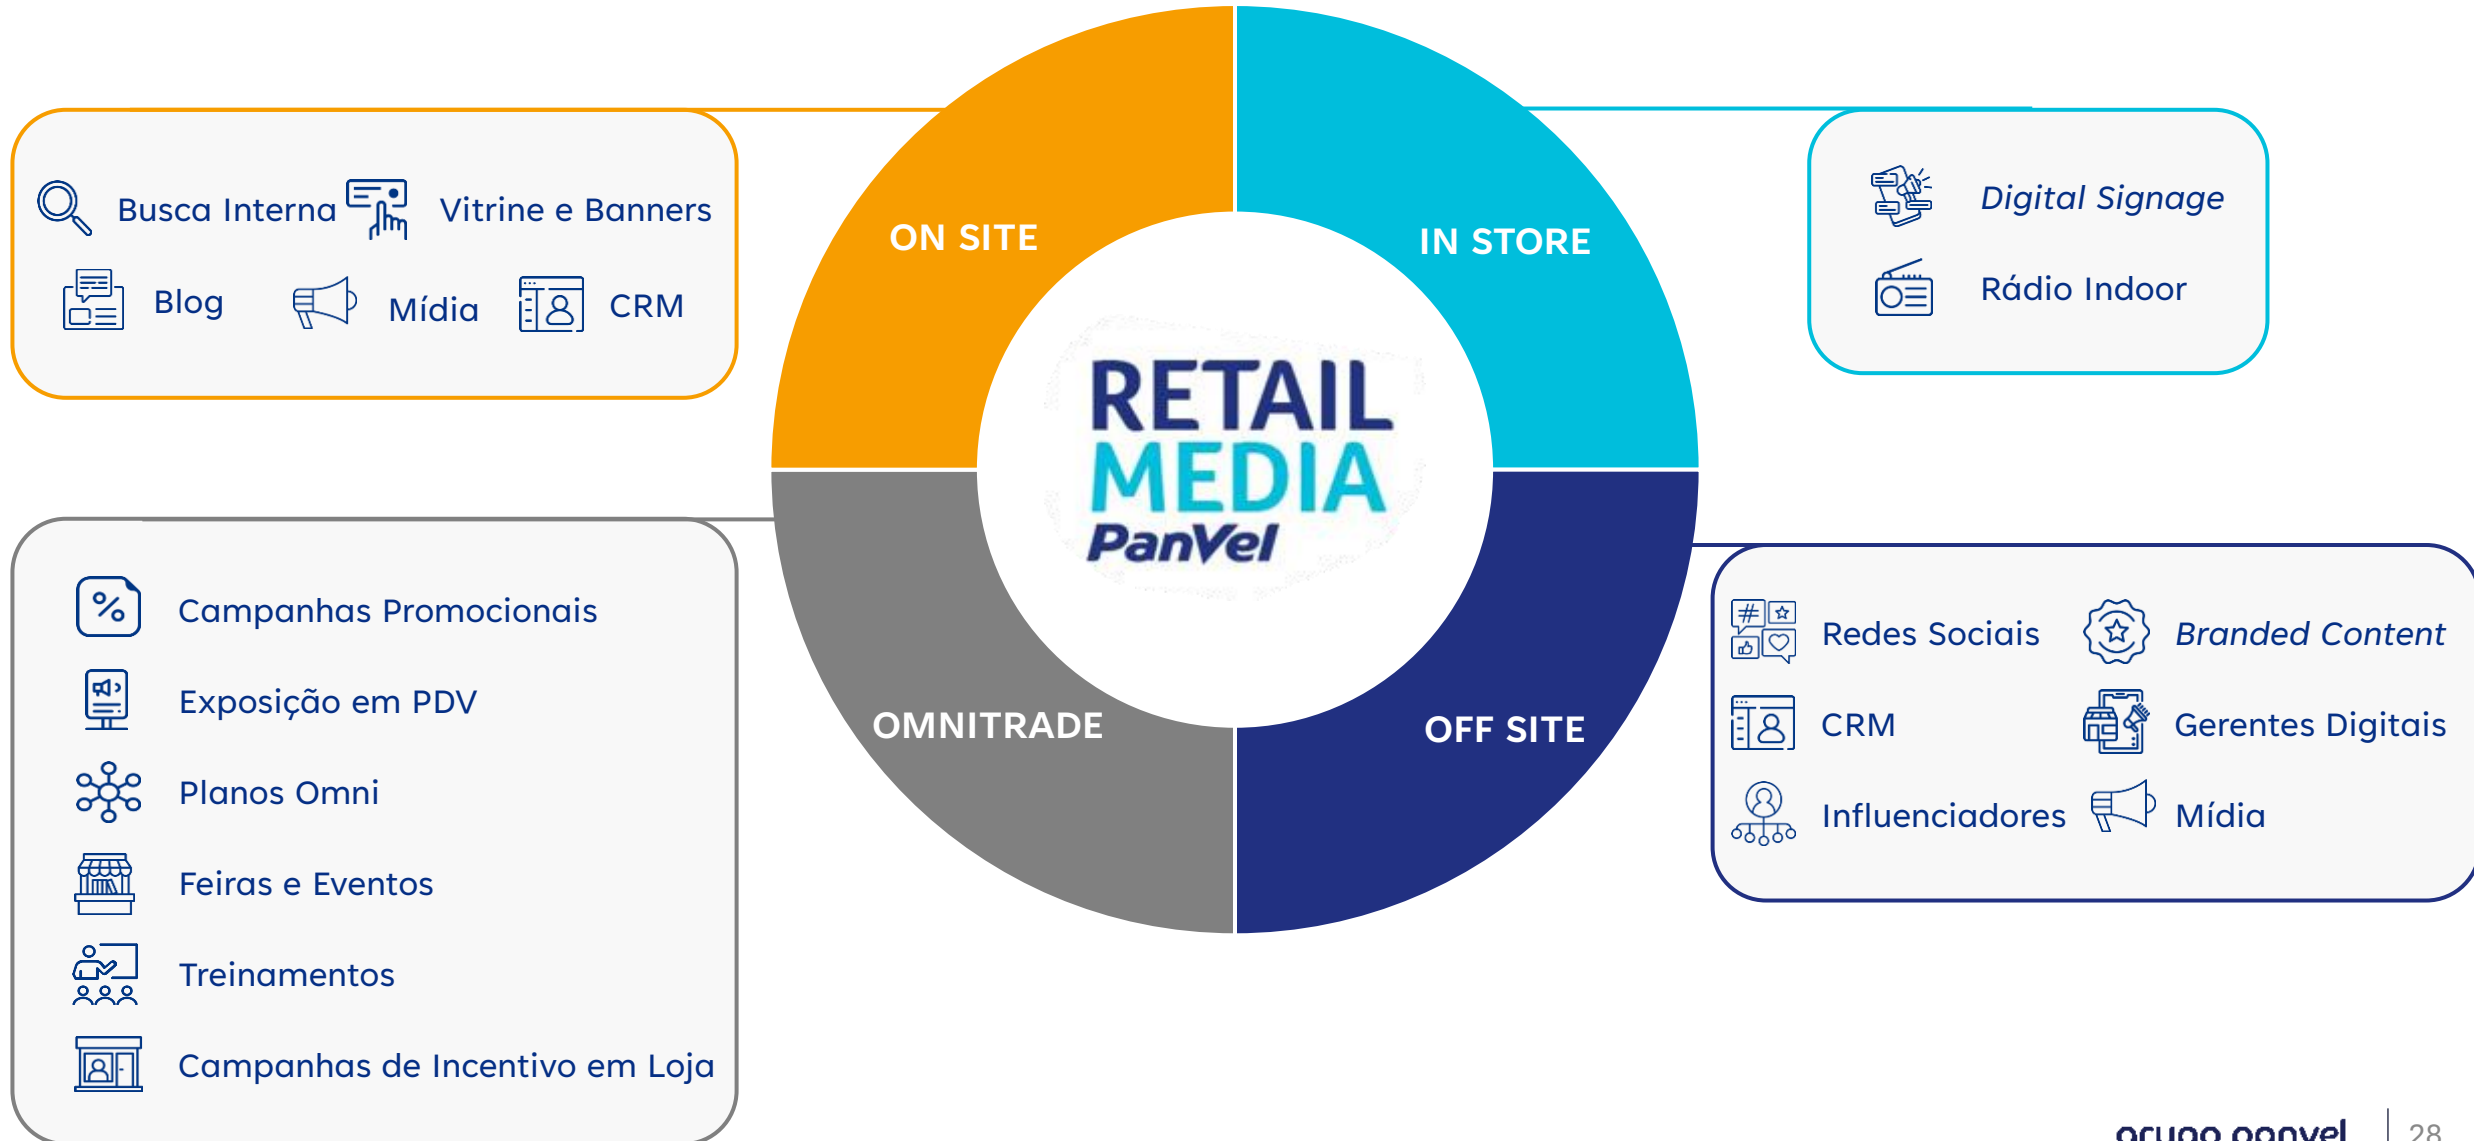 ON SITE
Busca Interna
Vitrine e Banners
Blog
Mídia
CRM
IN STORE
Digital Signage
Rádio Indoor
RETAIL
MEDIA
PanVel
OMNITRADE
Campanhas Promocionais
Exposição em PDV
Planos Omni
Feiras e Eventos
Treinamentos
Campanhas de Incentivo em Loja
OFF SITE
Redes Sociais
Branded Content
CRM
Gerentes Digitais
Influenciadores
Mídia
grupo panvel
28